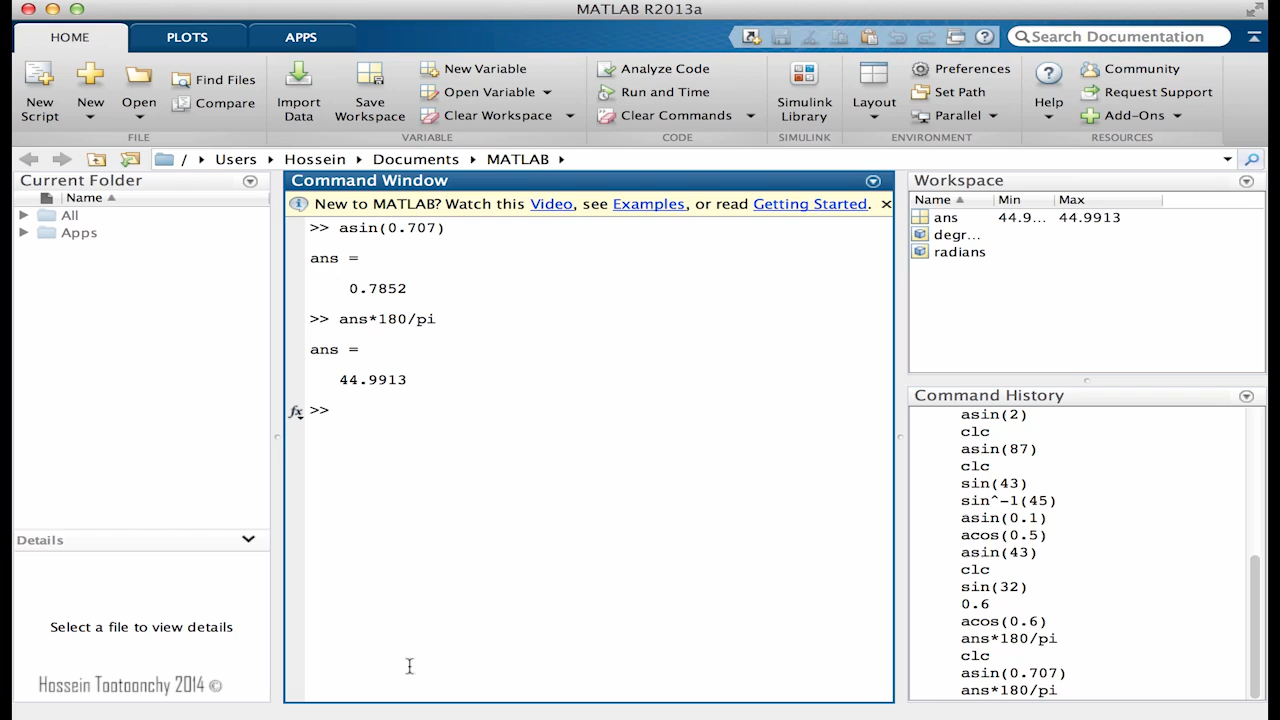 MATLAB R2013a
HOME PLOTS APPS
Search Documentation
New Script
New
Open
Find Files
Compare
FILE
Import Data
Save Workspace
New Variable
Open Variable
Clear Workspace
VARIABLE
Analyze Code
Run and Time
Clear Commands
CODE
Simulink Library
SIMULINK
Layout
Preferences
Set Path
Parallel
ENVIRONMENT
Help
Community
Request Support
Add-Ons
RESOURCES
/ Users Hossein Documents MATLAB
Current Folder
Name
All
Apps
Details
Select a file to view details
Hossein Tootoonchy 2014 ©
Command Window
New to MATLAB? Watch this Video, see Examples, or read Getting Started.
>> asin(0.707)
ans =
0.7852
>> ans*180/pi
ans =
44.9913
fx >>
Workspace
Name Min Max
ans 44.9... 44.9913
degr...
radians
Command History
asin(2)
clc
asin(87)
clc
sin(43)
sin^-1(45)
asin(0.1)
acos(0.5)
asin(43)
clc
sin(32)
0.6
acos(0.6)
ans*180/pi
clc
asin(0.707)
ans*180/pi